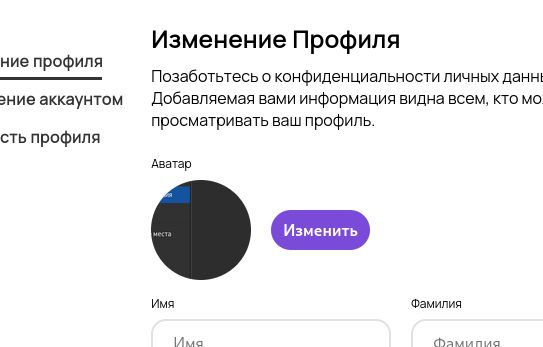 Изменение Профиля
ние профиля
Позаботьтесь о конфиденциальности личных данн
ение аккаунтом
Добавляемая вами информация видна всем, кто мо
сть профиля
просматривать ваш профиль.
Аватар
места
Изменить
Имя
Фамилия
Имя
Фамилия